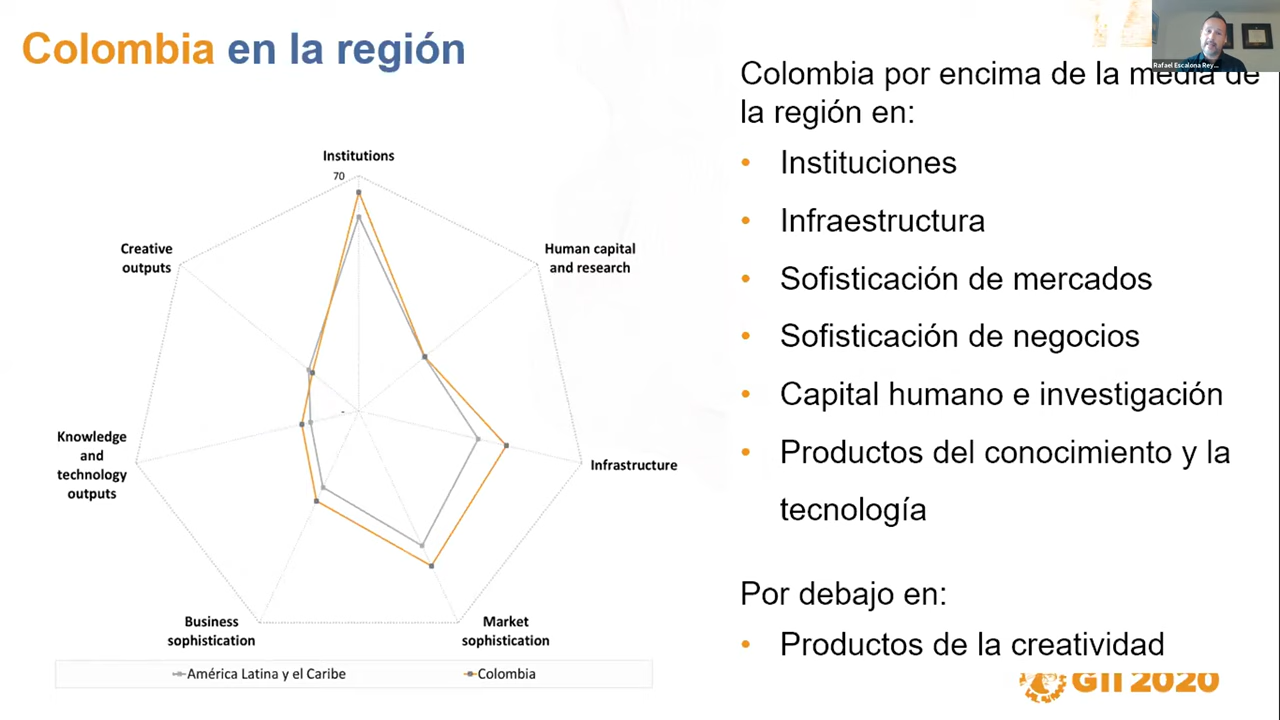 Colombia en la región
Rafael Escalona Rey...
Colombia por encima de la media de
la región en:
• Instituciones
• Infraestructura
• Sofisticación de mercados
• Sofisticación de negocios
• Capital humano e investigación
• Productos del conocimiento y la
tecnología
Por debajo en:
• Productos de la creatividad
Institutions
70
Human capital
and research
Infrastructure
Market
sophistication
Business
sophistication
Knowledge
and
technology
outputs
Creative
outputs
-
América Latina y el Caribe
Colombia
GII 2020